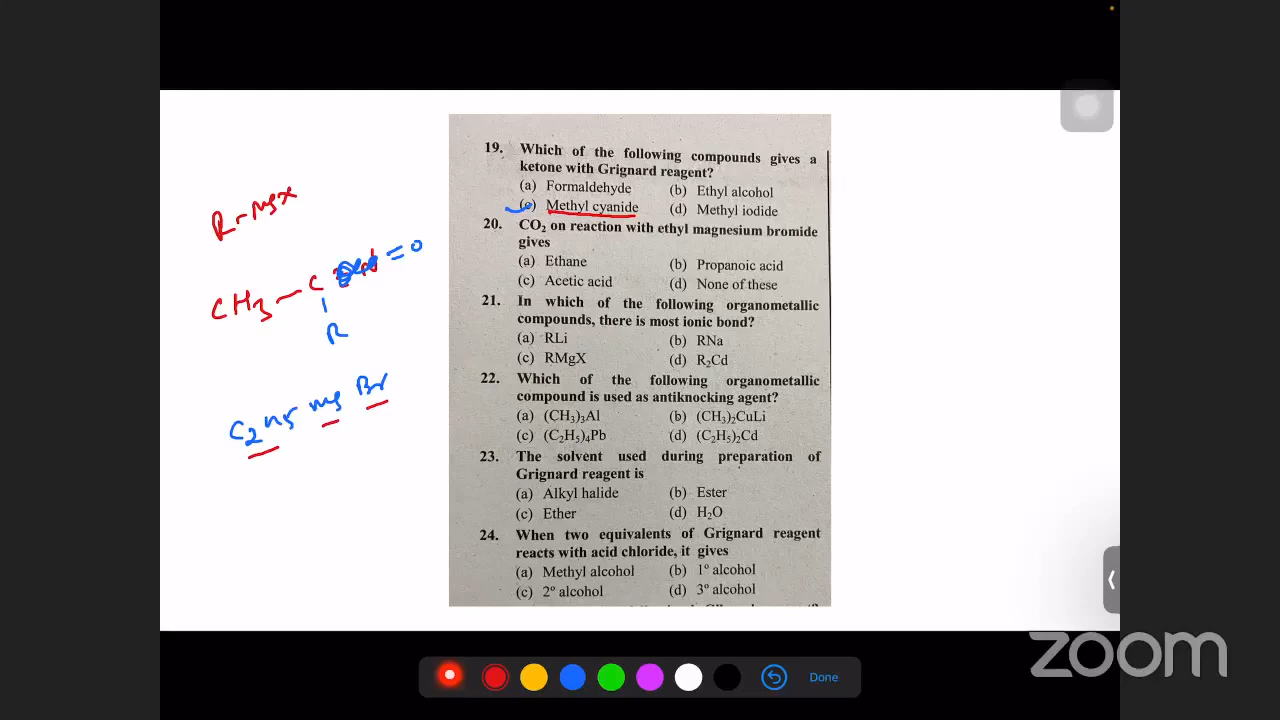 19. Which of the following compounds gives a
ketone with Grignard reagent?
(a) Formaldehyde (b) Ethyl alcohol
(c) Methyl cyanide (d) Methyl iodide
20. CO₂ on reaction with ethyl magnesium bromide
gives
(a) Ethane (b) Propanoic acid
(c) Acetic acid (d) None of these
21. In which of the following organometallic
compounds, there is most ionic bond?
(a) RLi (b) RNa
(c) RMgX (d) R₂Cd
22. Which of the following organometallic
compound is used as antiknocking agent?
(a) (CH₃)₃Al (b) (CH₃)₂CuLi
(c) (C₂H₅)₄Pb (d) (C₂H₅)₂Cd
23. The solvent used during preparation of
Grignard reagent is
(a) Alkyl halide (b) Ester
(c) Ether (d) H₂O
24. When two equivalents of Grignard reagent
reacts with acid chloride, it gives
(a) Methyl alcohol (b) 1º alcohol
(c) 2º alcohol (d) 3º alcohol
R-MgX
CH₃ — C = O
R
C₂H5 Mg Br
zoom
Done